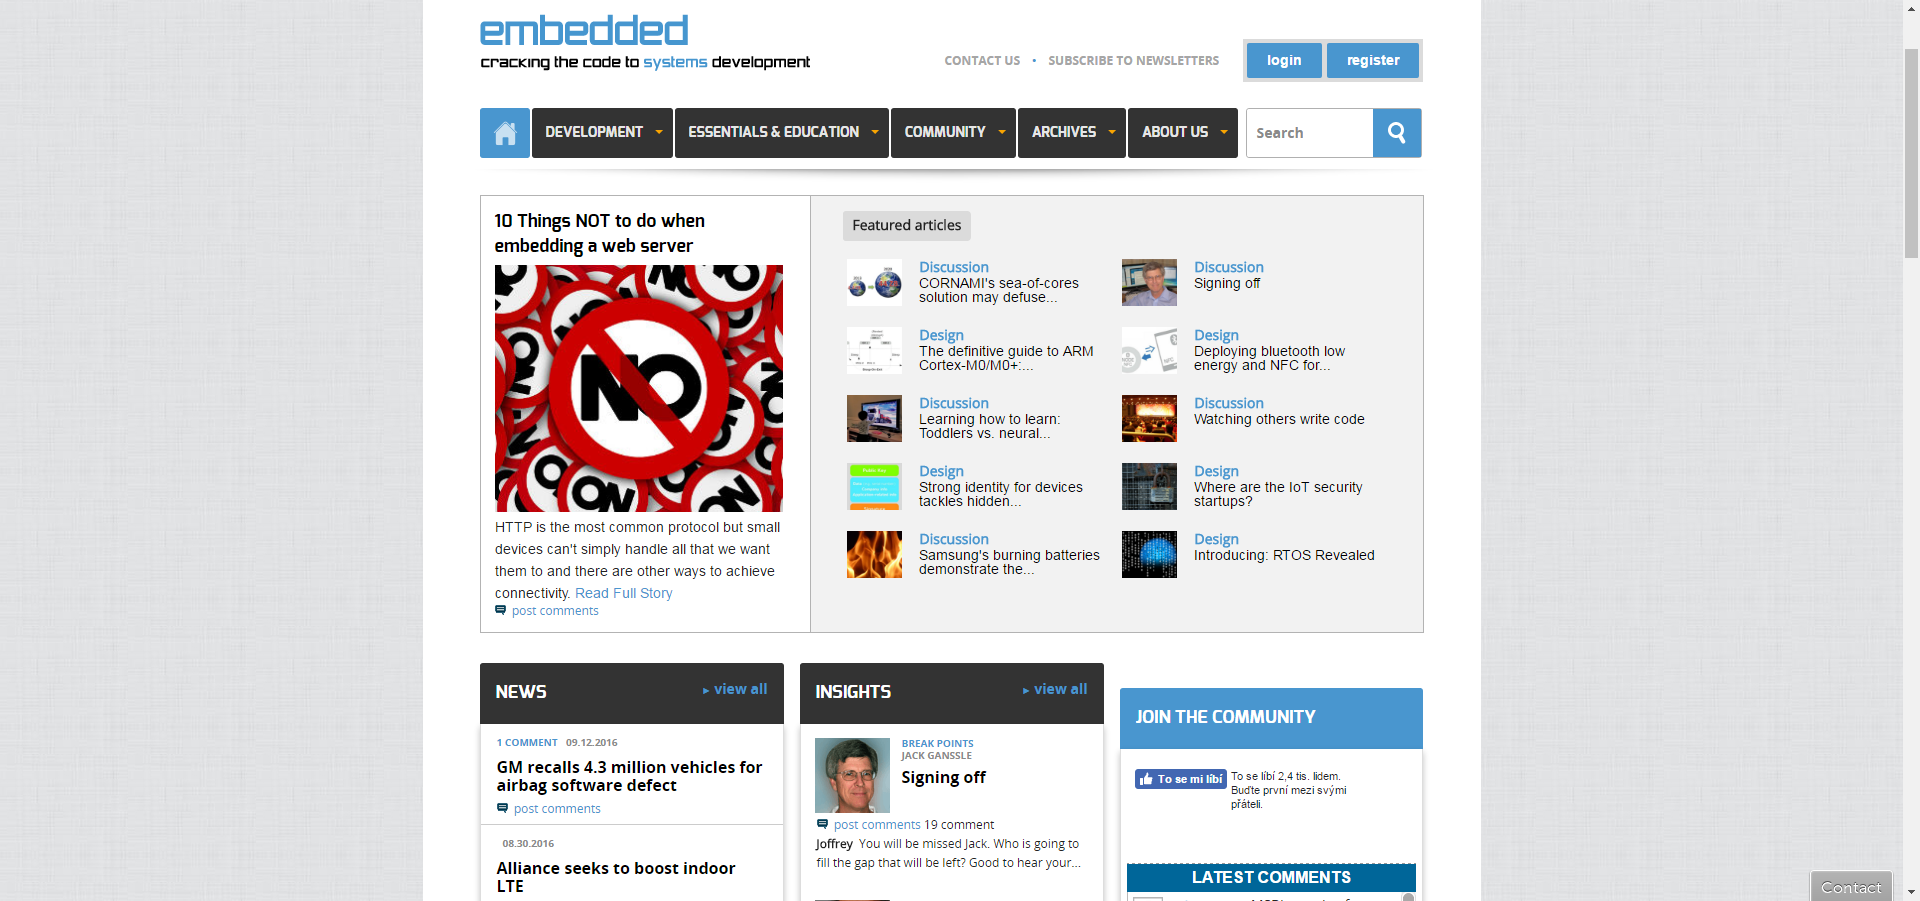 embedded
cracking the code to systems development
CONTACT US • SUBSCRIBE TO NEWSLETTERS
login
register
DEVELOPMENT
ESSENTIALS & EDUCATION
COMMUNITY
ARCHIVES
ABOUT US
Search
10 Things NOT to do when
embedding a web server
NO
HTTP is the most common protocol but small
devices can't simply handle all that we want
them to and there are other ways to achieve
connectivity. Read Full Story
post comments
Featured articles
Discussion
CORNAMI's sea-of-cores
solution may defuse...
Discussion
Signing off
Design
The definitive guide to ARM
Cortex-M0/M0+:...
Design
Deploying bluetooth low
energy and NFC for...
Discussion
Learning how to learn:
Toddlers vs. neural...
Discussion
Watching others write code
Design
Strong identity for devices
tackles hidden...
Design
Where are the IoT security
startups?
Discussion
Samsung's burning batteries
demonstrate the...
Design
Introducing: RTOS Revealed
NEWS
view all
1 COMMENT 09.12.2016
GM recalls 4.3 million vehicles for
airbag software defect
post comments
08.30.2016
Alliance seeks to boost indoor
LTE
INSIGHTS
view all
BREAK POINTS
JACK GANSSLE
Signing off
post comments 19 comment
Joffrey You will be missed Jack. Who is going to
fill the gap that will be left? Good to hear your...
JOIN THE COMMUNITY
To se mi líbí
To se líbí 2,4 tis. lidem.
Buďte první mezi svými
přáteli.
LATEST COMMENTS
Contact